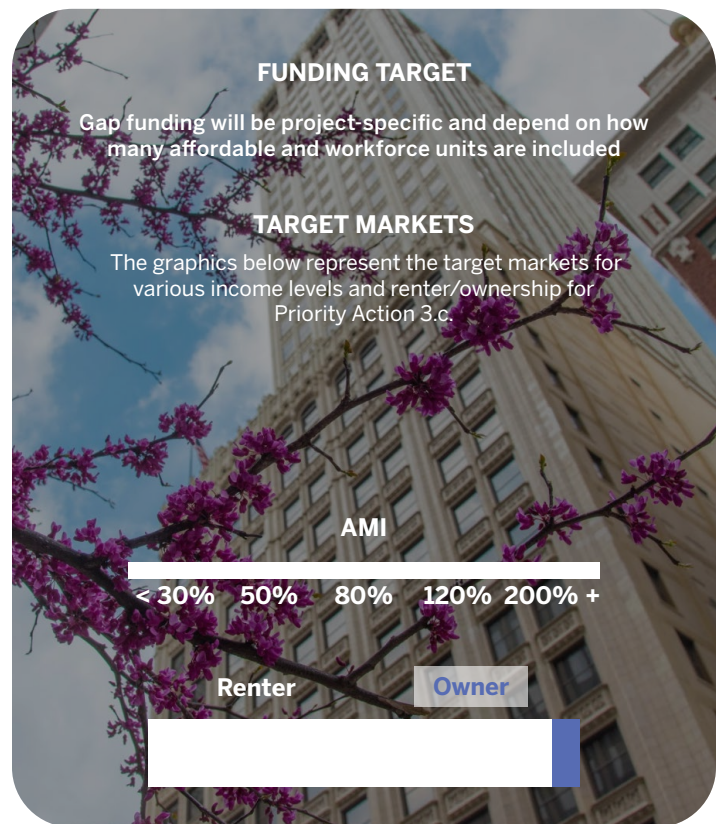 FUNDING TARGET
Gap funding will be project-specific and depend on how
many affordable and workforce units are included
TARGET MARKETS
The graphics below represent the target markets for
various income levels and renter/ownership for
Priority Action 3.c.
AMI
< 30% 50% 80% 120% 200% +
Renter Owner